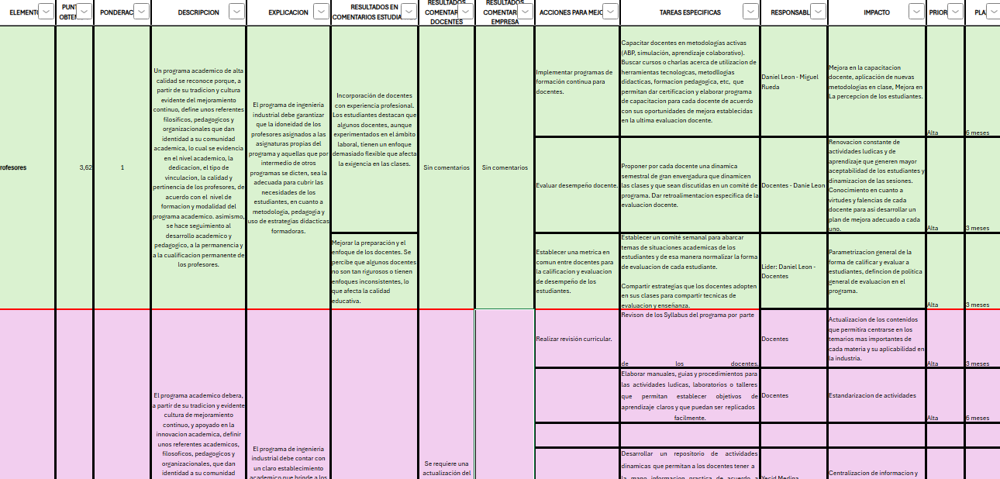 ELEMENTO
PUNT
OBTEN
PONDERAC
DESCRIPCION
EXPLICACION
RESULTADOS EN
COMENTARIOS ESTUDIA
RESULTADOS
COMENTAR
DOCENTES
RESULTADOS
COMENTAR
EMPRESA
ACCIONES PARA MEJO
TAREAS ESPECIFICAS
RESPONSABL
IMPACTO
PRIOR
PLA
rofesores
3,62
1
Un programa academico de alta
calidad se reconoce porque, a
partir de su tradicion y cultura
evidente del mejoramiento
continuo, define unos referentes
filosificos, pedagogicos y
organizacionales que dan
identidad a su comunidad
academica, lo cual se evidencia
en el nivel academico, la
dedicacion, el tipo de
vinculacion, la calidad y
pertinencia de los profesores, de
acuerdo con el nivel de
formacion y modalidad del
programa academico. asimismo,
se hace seguimiento al
desarrollo academico y
pedagogico, a la permanencia y
a la cualificacion permanente de
los profesores.
El programa de ingenieria
industrial debe garantizar
que la idoneidad de los
profesores asignados a las
asignaturas propias del
programa y aquellas que por
intermedio de otros
programas se dicten, sea la
adecuada para cubrir las
necesidades de los
estudiantes, en cuanto a
metodologia, pedagogia y
uso de estrategias didacticas
formadoras.
Incorporación de docentes
con experiencia profesional.
Los estudiantes destacan que
algunos docentes, aunque
experimentados en el ámbito
laboral, tienen un enfoque
demasiado flexible que afecta
la exigencia en las clases.
Mejorar la preparación y el
enfoque de los docentes. Se
percibe que algunos docentes
no son tan rigurosos o tienen
enfoques inconsistentes, lo
que afecta la calidad
educativa.
Sin comentarios
Sin comentarios
Implementar programas de
formación continua para
docentes.
Capacitar docentes en metodologías activas
(ABP, simulación, aprendizaje colaborativo).
Buscar cursos o charlas acerca de utilizacion de
herramientas tecnologcas, metodllogias
didacticas, formacion pedagogica, etc, que
permitan dar certificacion y elaborar programa
de capacitacion para cada docente de acuerdo
con sus oportunidades de mejora establecidas
en la ultima evaluacion docente.
Daniel Leon - Miguel
Rueda
Mejora en la capacitacion
docente, aplicación de nuevas
metodologias en clase, Mejora en
La percepcion de los estudiantes.
Alta
6 meses
Evaluar desempeño docente.
Proponer por cada docente una dinamica
semestral de gran envergadura que dinamicen
las clases y que sean discutidas en un comité de
programa. Dar retroalimentacion especifica de la
evaluacion docente.
Docentes - Danie Leon
Renovacion constante de
actividades ludicas y de
aprendizaje que generen mayor
aceptabilidad de los estudiantes y
dinamizacion de las sesiones.
Conocimiento en cuanto a
virtudes y falencias de cada
docente para asi desarrollar un
plan de mejora adecuado a cada
uno.
Alta
3 meses
Establecer una metrica en
comun entre docentes para
la calificacion y evaluacion
de desempeño de los
estudiantes.
Establecer un comité semanal para abarcar
temas de situaciones academicas de los
estudiantes y de esa manera normalizar la forma
de evaluacion de cada estudiante.
Compartir estrategias que los docentes adopten
en sus clases para compartir tecnicas de
evaluacion y enseñanza.
Lider: Daniel Leon -
Docentes
Parametrizacion general de la
forma de calificar y evaluar a
estudiantes, defincion de politica
general de evaluacion en el
programa.
Alta
3 meses
Realizar revisión curricular.
Revison de los Syllabus del programa por parte
de los docentes.
Docentes
Actualizacion de los contenidos
que permitira centrarse en los
temarios mas importantes de
cada materia y su aplicabilidad en
la industria.
Alta
3 meses
Elaborar manuales, guias y procedimientos para
las actividades ludicas, laboratorios o talleres
que permitan establecer objetivos de
aprendizaje claros y que puedan ser replicados
facilmente.
Docentes
Estandarizacion de actividades
Alta
6 meses
El programa academico debera,
a partir de su tradicion y evidente
cultura de mejoramiento
continuo, y apoyado en la
innovacion academica, definir
unos referentes academicos,
filosoficos, pedagogicos y
organizacionales, que dan
identidad a su comunidad
El programa de ingenieria
industrial debe contar con
un claro establecimiento
academico que brinde a los
Se requiere una
actualización del
Desarrollar un repositorio de actividades
dinamicas que permitan a los docentes tener a
la mano informacion practica de acuerdo a
Yecid Medina
Centralizacion de informacion y